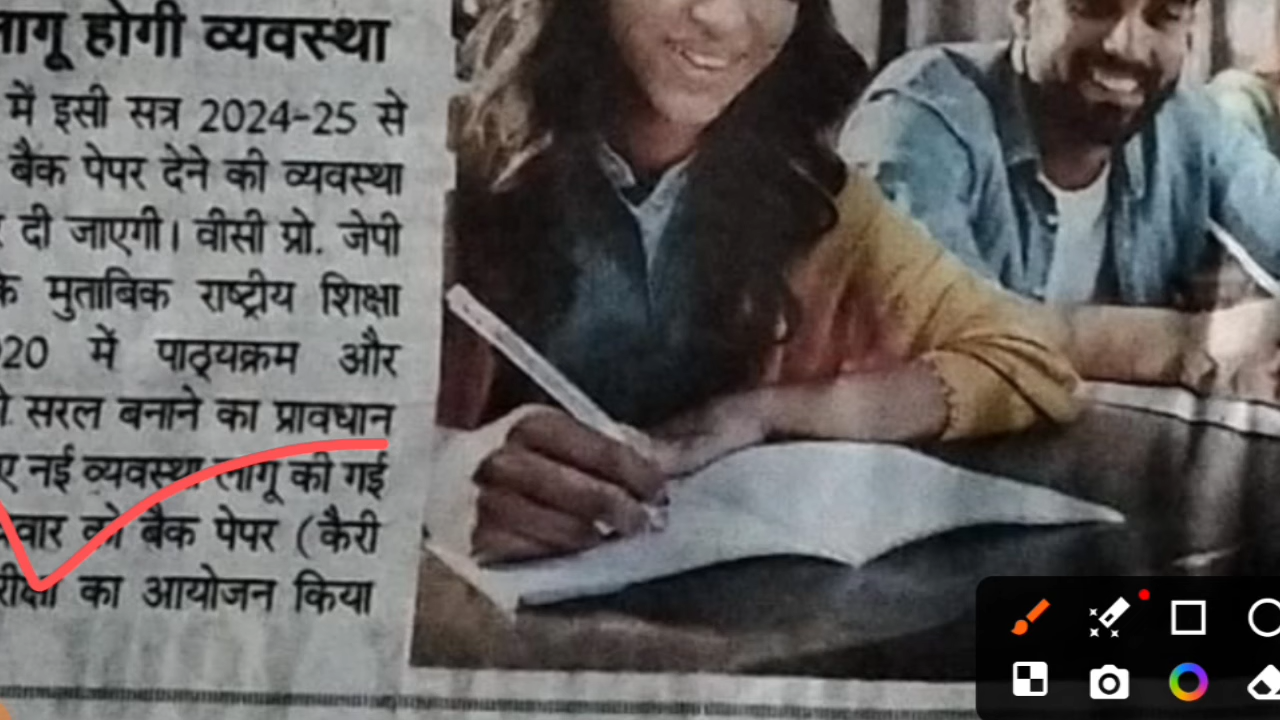 लागू होगी व्यवस्था
में इसी सत्र 2024-25 से
बैक पेपर देने की व्यवस्था
दी जाएगी। वीसी प्रो. जेपी
के मुताबिक राष्ट्रीय शिक्षा
20 में पाठ्यक्रम और
सरल बनाने का प्रावधान
नई व्यवस्था लागू की गई
को बैक पेपर (कैरी
का आयोजन किया